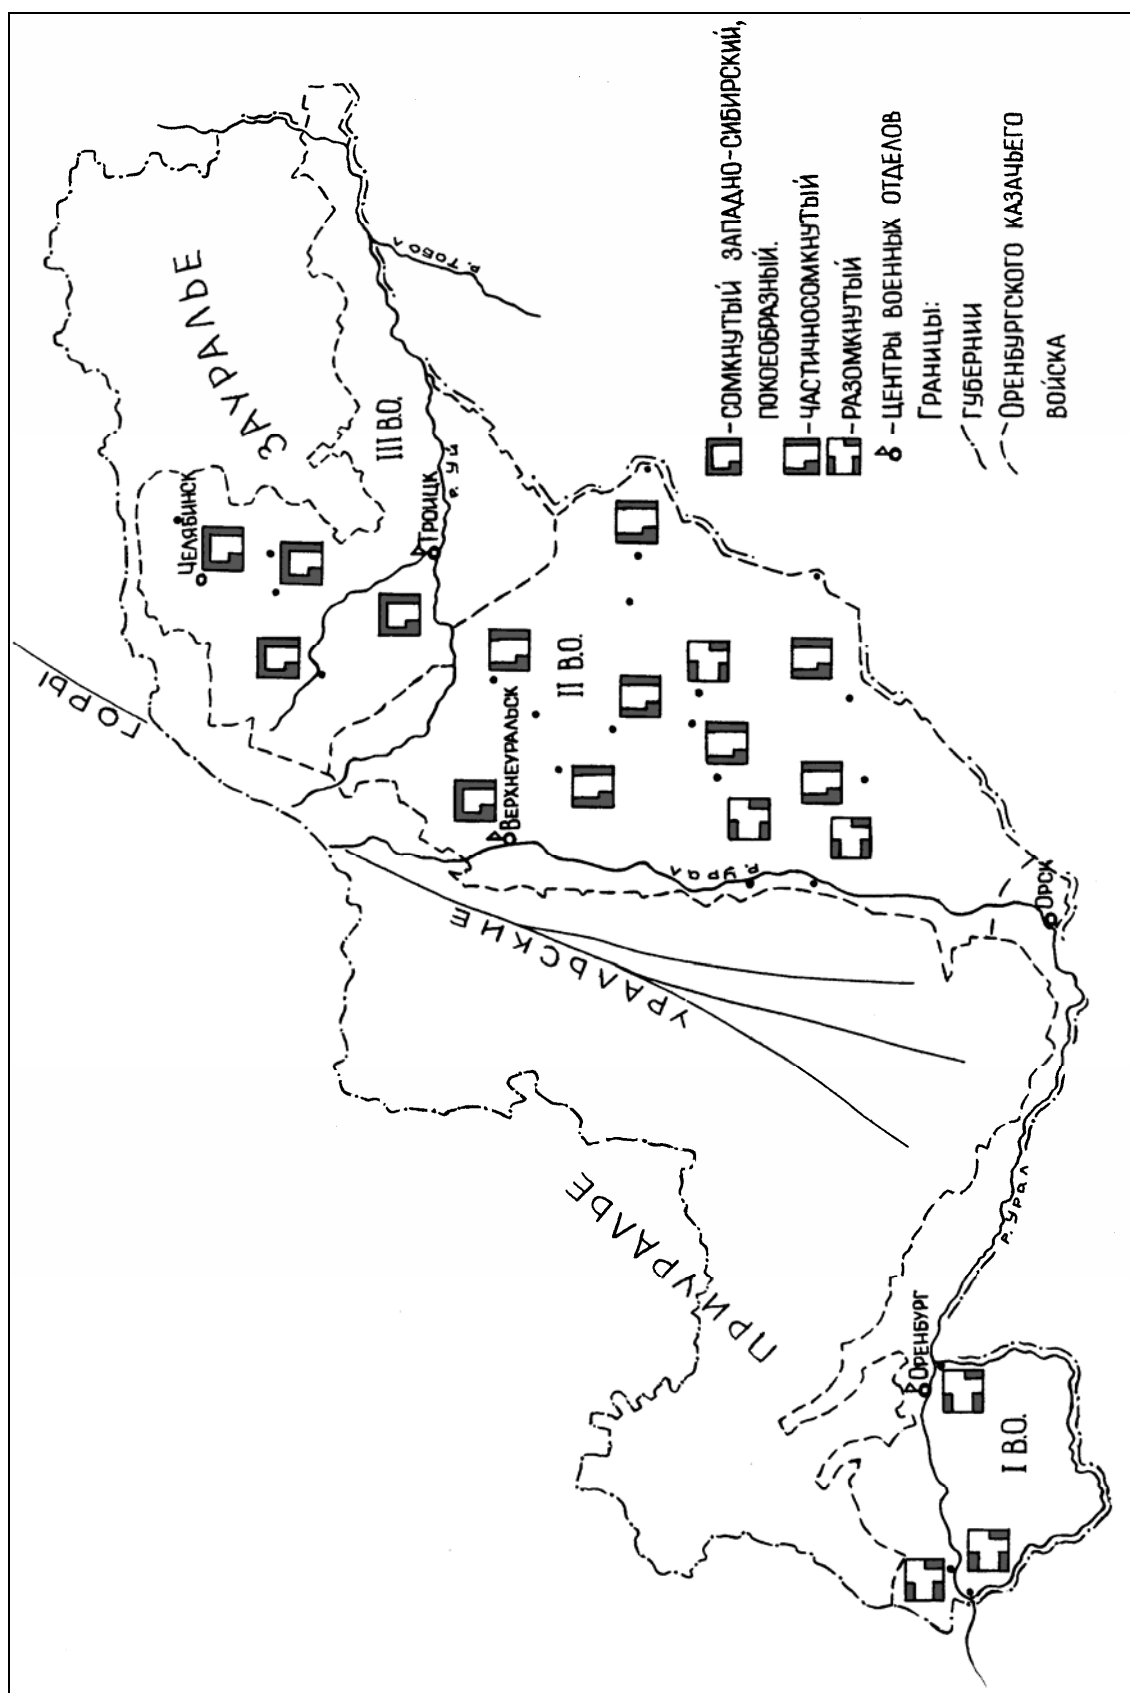 ГОРЫ
УРАЛЬСКИЕ
ЗАУРАЛЬЕ
ПРИУРАЛЬЕ
ЦЕЛЯБИНСК
III В.О.
ТРОИЦК
р. УЙ
р. ТОБОЛ
ВЕРХНЕУРАЛЬСК
II В.О.
р. УРАЛ
ОРСК
р. УРАЛ
ОРЕНБУРГ
I В.О.
-СОМКНУТЫЙ ЗАПАДНО-СИБИРСКИЙ,
ПОКОЕОБРАЗНЫЙ.
-ЧАСТИЧНОСОМКНУТЫЙ
-РАЗОМКНУТЫЙ
-ЦЕНТРЫ ВОЕННЫХ ОТДЕЛОВ
ГРАНИЦЫ:
ГУБЕРНИИ
ОРЕНБУРГСКОГО КАЗАЧЬЕГО
ВОЙСКА